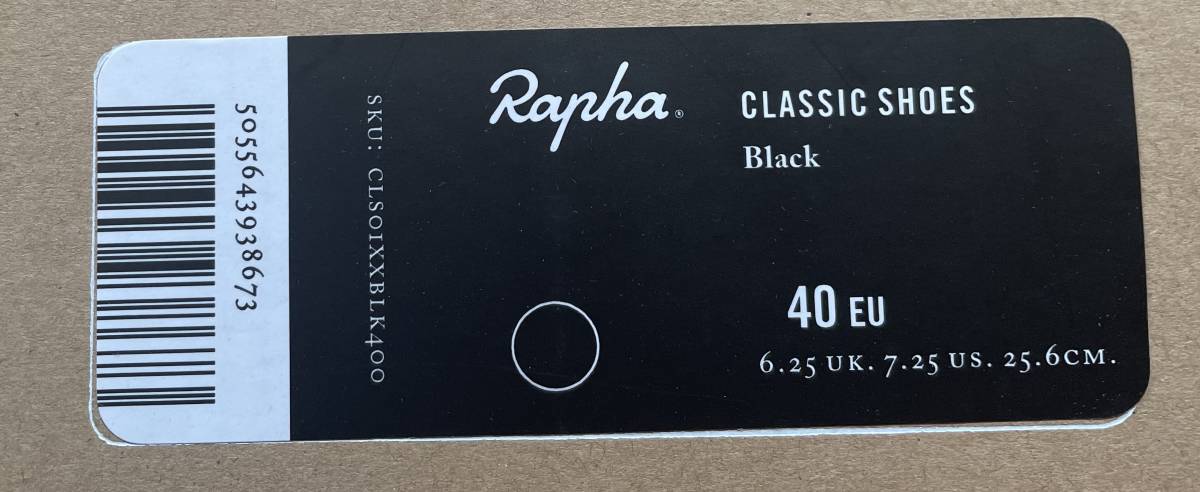 5055643938673
SKU: CLS01XXBLK400
Rapha®
CLASSIC SHOES
Black
40 EU
6.25 UK. 7.25 US. 25.6CM.